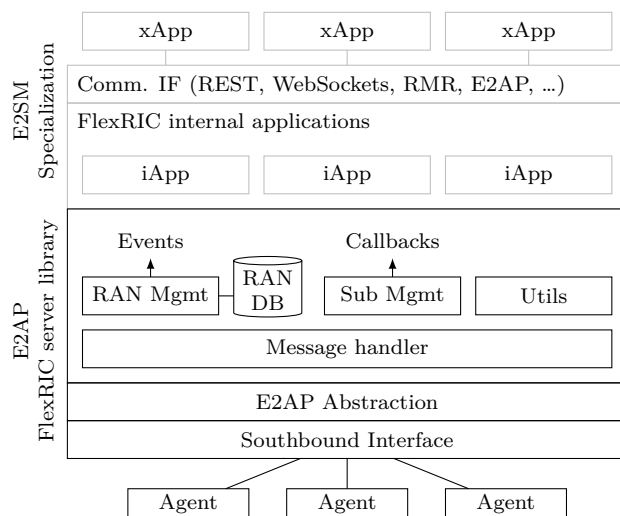 xApp xApp xApp
Comm. IF (REST, WebSockets, RMR, E2AP, ...)
FlexRIC internal applications
iApp iApp iApp
E2SM
Specialization
Events Callbacks
RAN Mgmt RAN DB Sub Mgmt Utils
Message handler
E2AP Abstraction
Southbound Interface
E2AP
FlexRIC server library
Agent Agent Agent